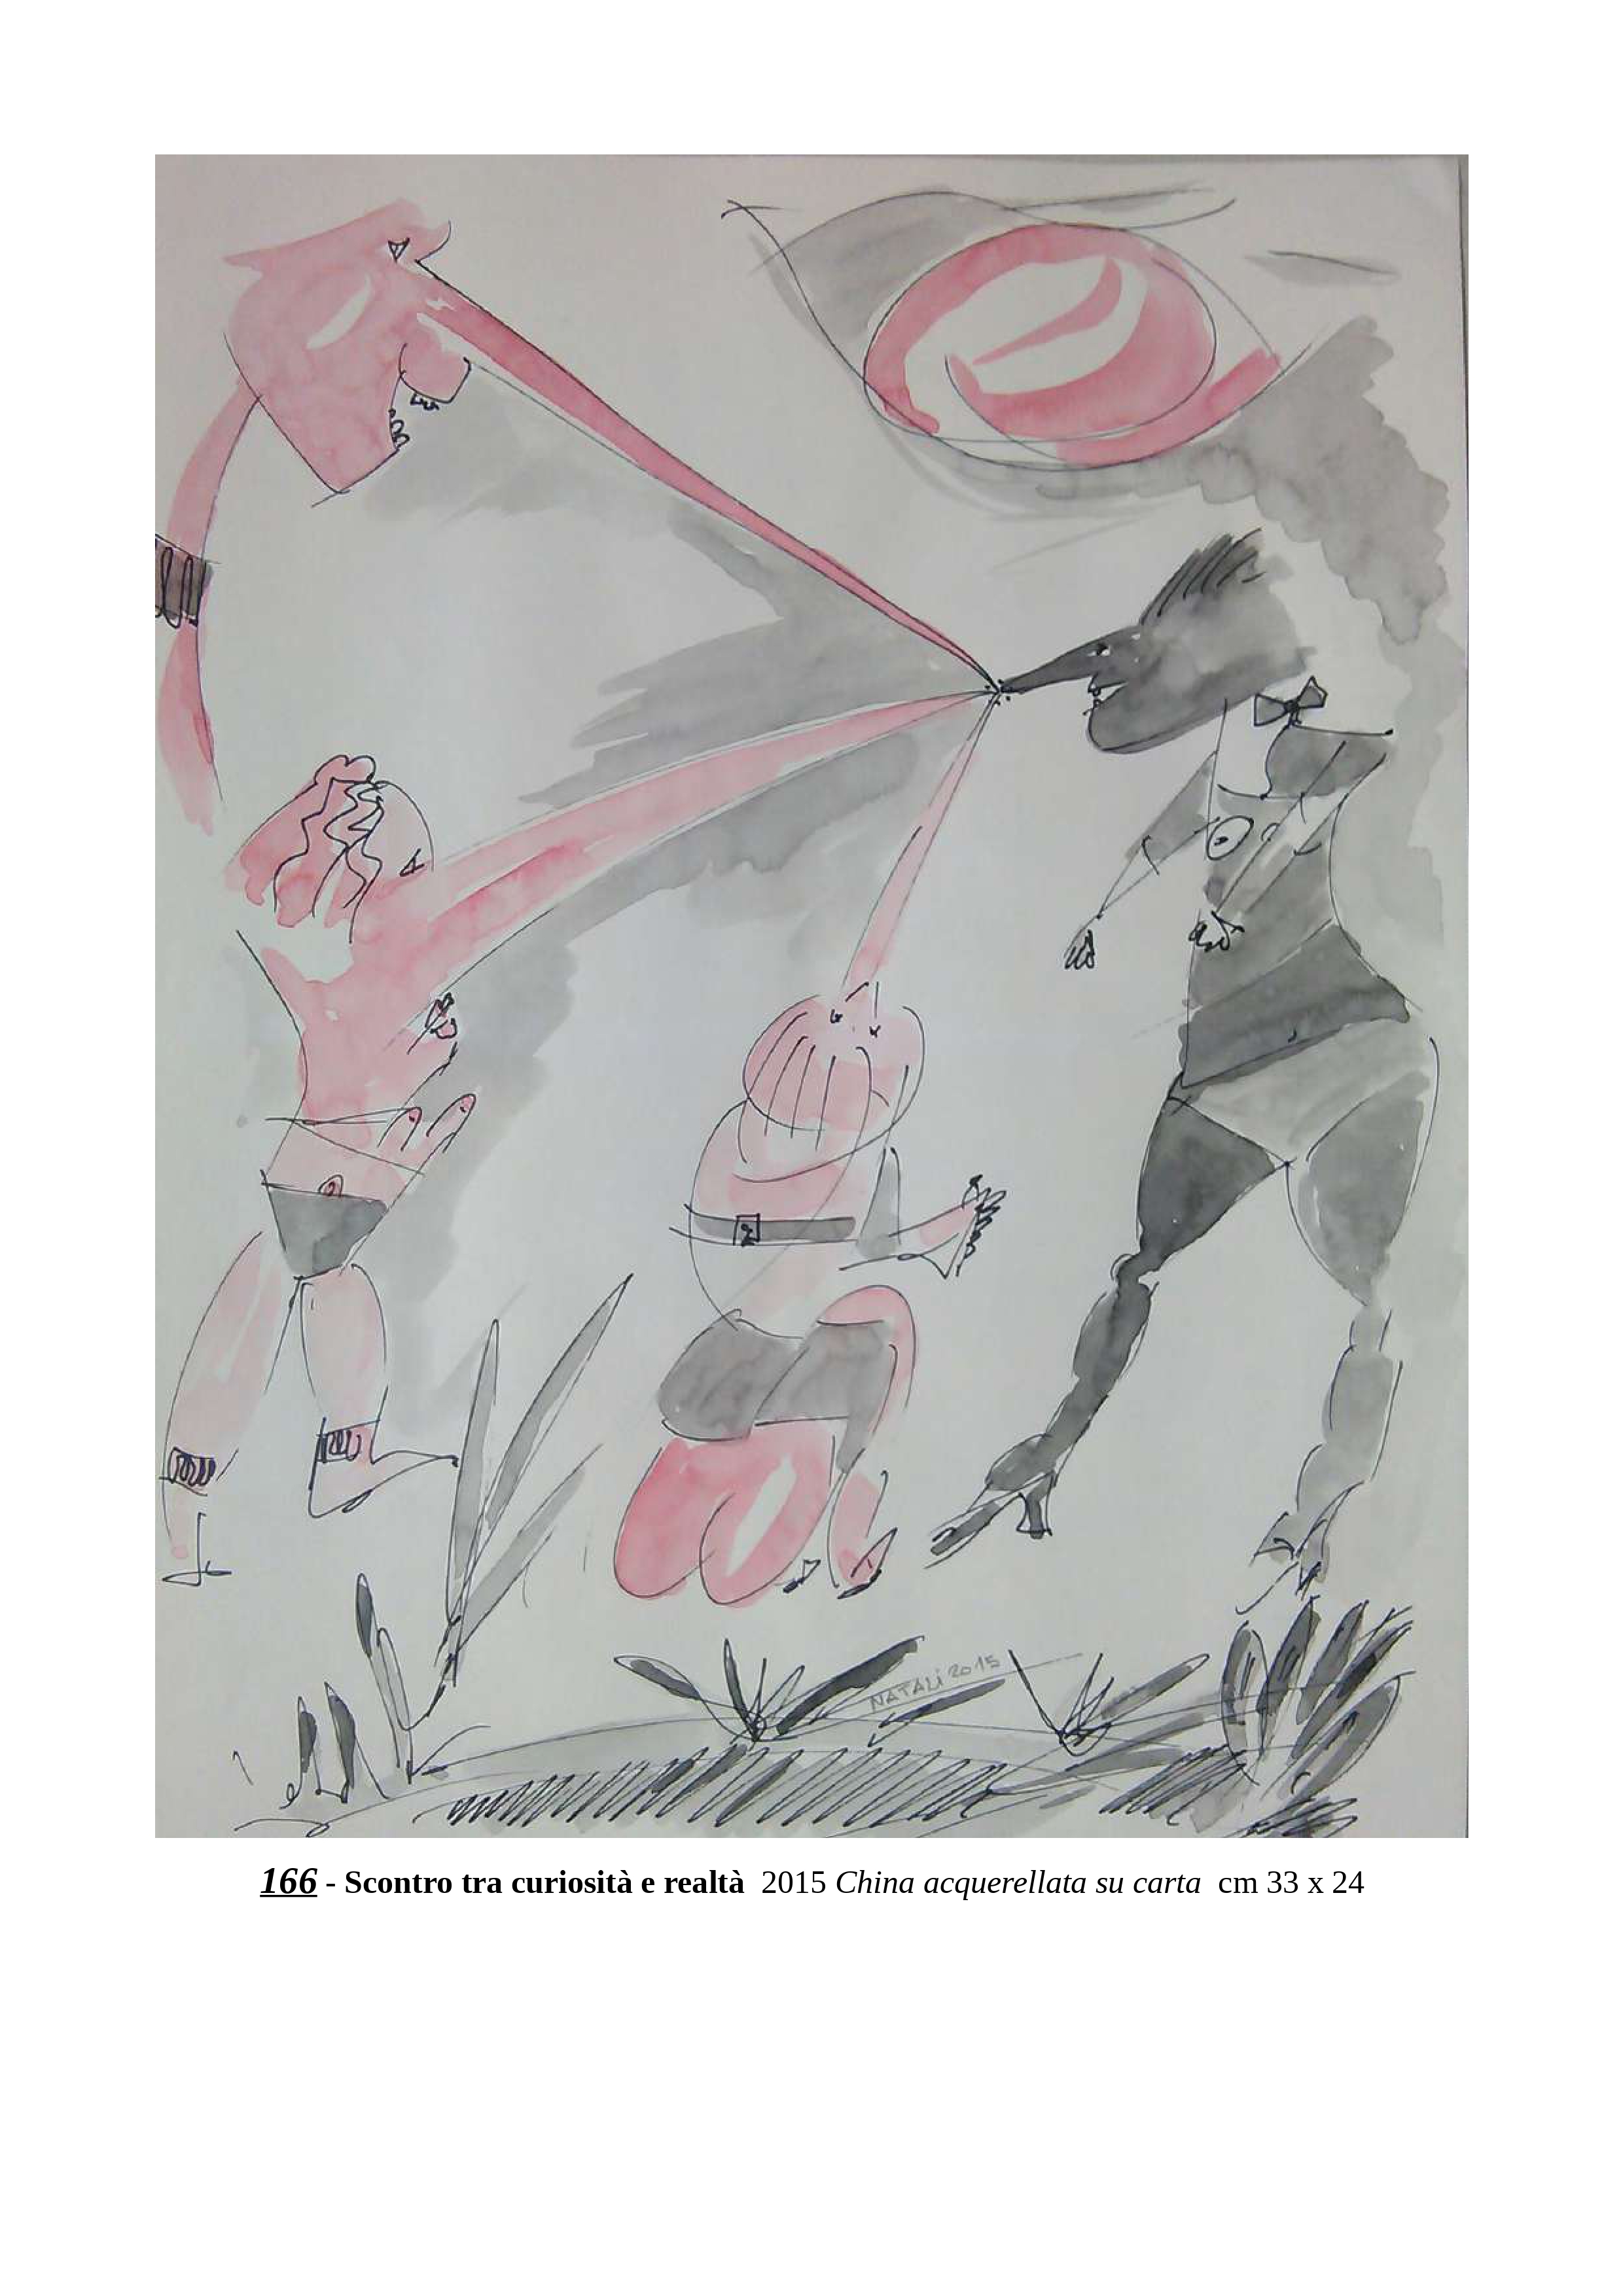 NATALI 2015
166 - Scontro tra curiosità e realtà 2015 China acquerellata su carta cm 33 x 24